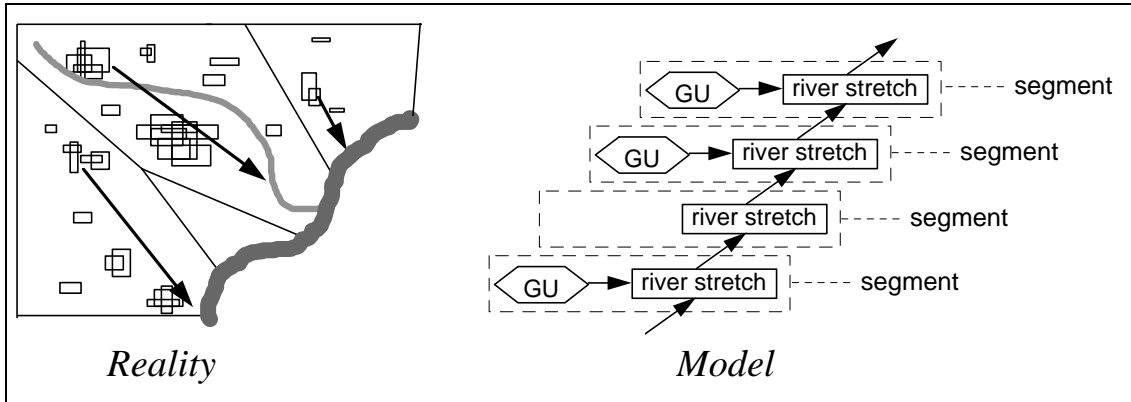 GU
river stretch
segment
GU
river stretch
segment
river stretch
segment
GU
river stretch
segment
Reality
Model